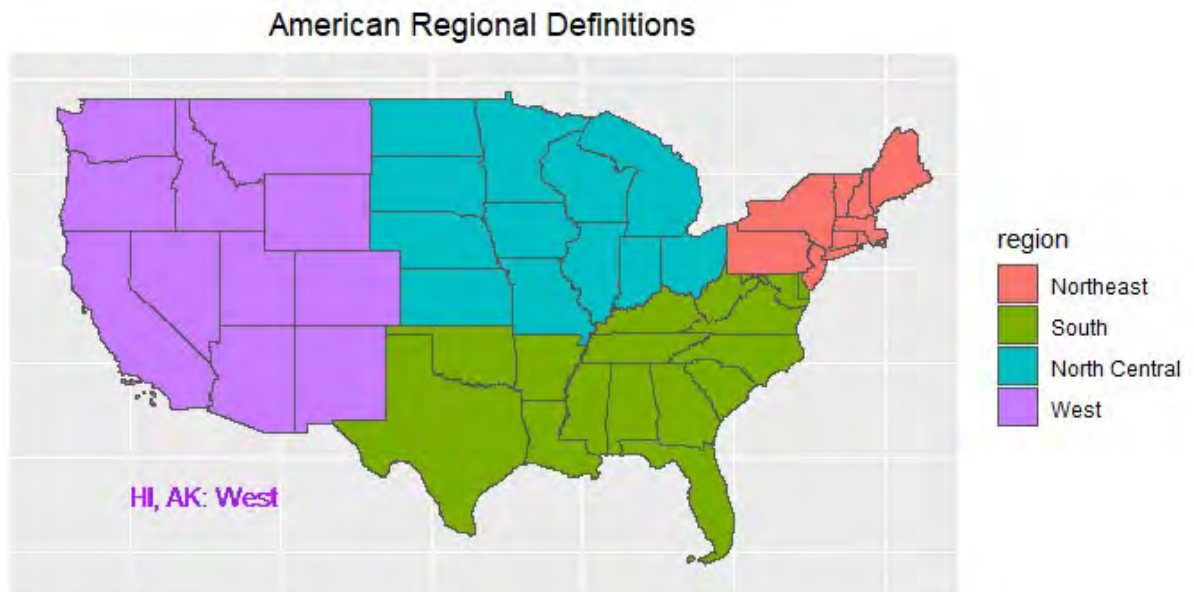 American Regional Definitions
region
Northeast
South
North Central
West
HI, AK: West